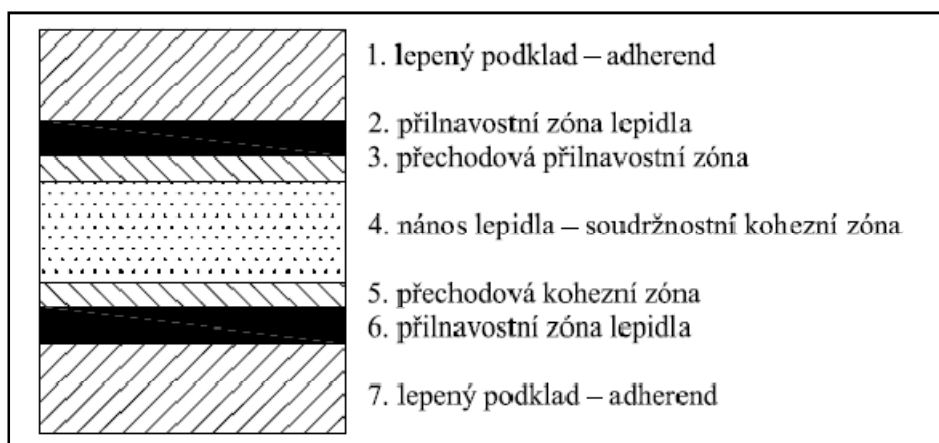 1. lepený podklad – adherend
2. přilnavostní zóna lepidla
3. přechodová přilnavostní zóna
4. nános lepidla – soudržnostní kohezní zóna
5. přechodová kohezní zóna
6. přilnavostní zóna lepidla
7. lepený podklad – adherend